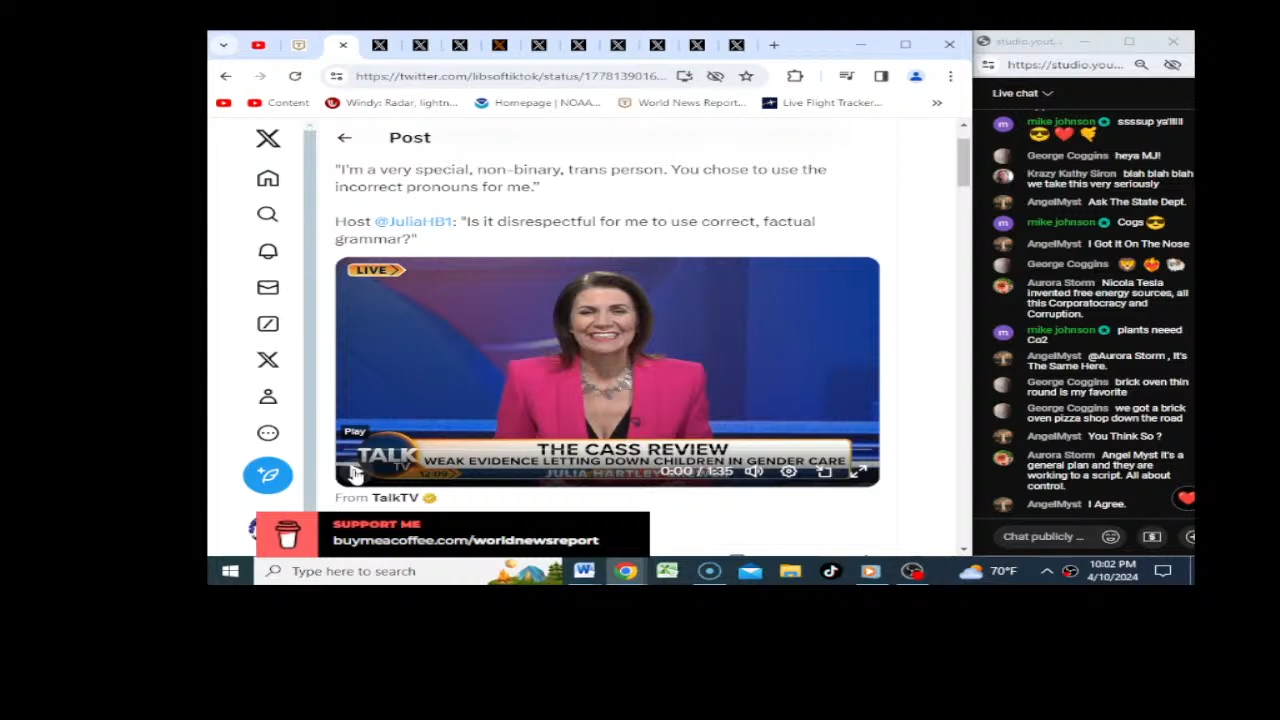 https://twitter.com/libsoftiktok/status/1778139016...
Content
Windy: Radar, lightn...
Homepage | NOAA...
World News Report...
Live Flight Tracker...
»
Post
"I'm a very special, non-binary, trans person. You chose to use the
incorrect pronouns for me."
Host @JuliaHB1: "Is it disrespectful for me to use correct, factual
grammar?"
LIVE
Play
TALK
TV
THE CASS REVIEW
WEAK EVIDENCE LETTING DOWN CHILDREN IN GENDER CARE
12:09
JULIA HARTLEY
0:00 / 1:35
From TalkTV
SUPPORT ME
buymeacoffee.com/worldnewsreport
Type here to search
70°F
10:02 PM
4/10/2024
studio.yout...
https://studio.you...
Live chat
mike johnson ssssup ya'lllll
George Coggins heya MJ!
Krazy Kathy Siron blah blah blah
we take this very seriously
AngelMyst Ask The State Dept.
mike johnson Cogs
AngelMyst I Got It On The Nose
George Coggins
Aurora Storm Nicola Tesla
invented free energy sources, all
this Corporatocracy and
Corruption.
mike johnson plants neeed
Co2
AngelMyst @Aurora Storm , It's
The Same Here.
George Coggins brick oven thin
round is my favorite
George Coggins we got a brick
oven pizza shop down the road
AngelMyst You Think So ?
Aurora Storm Angel Myst it's a
general plan and they are
working to a script. All about
control.
AngelMyst I Agree.
Chat publicly ...